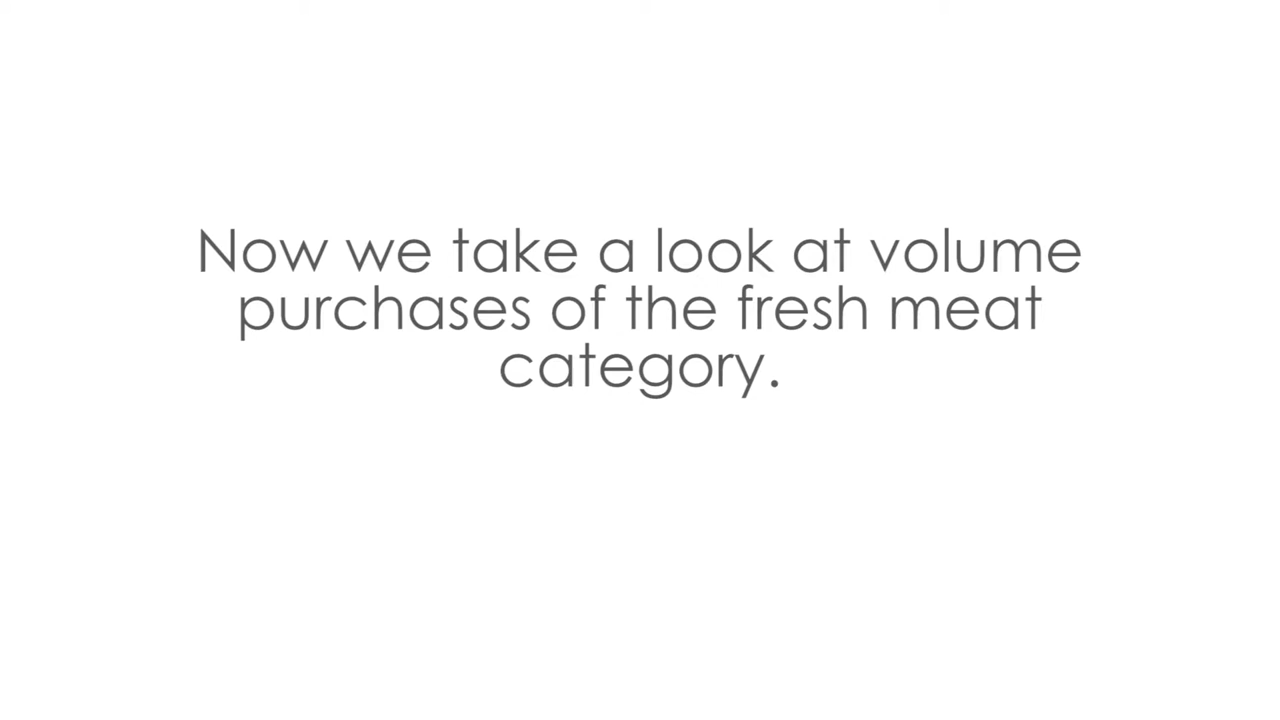 Now we take a look at volume
purchases of the fresh meat
category.